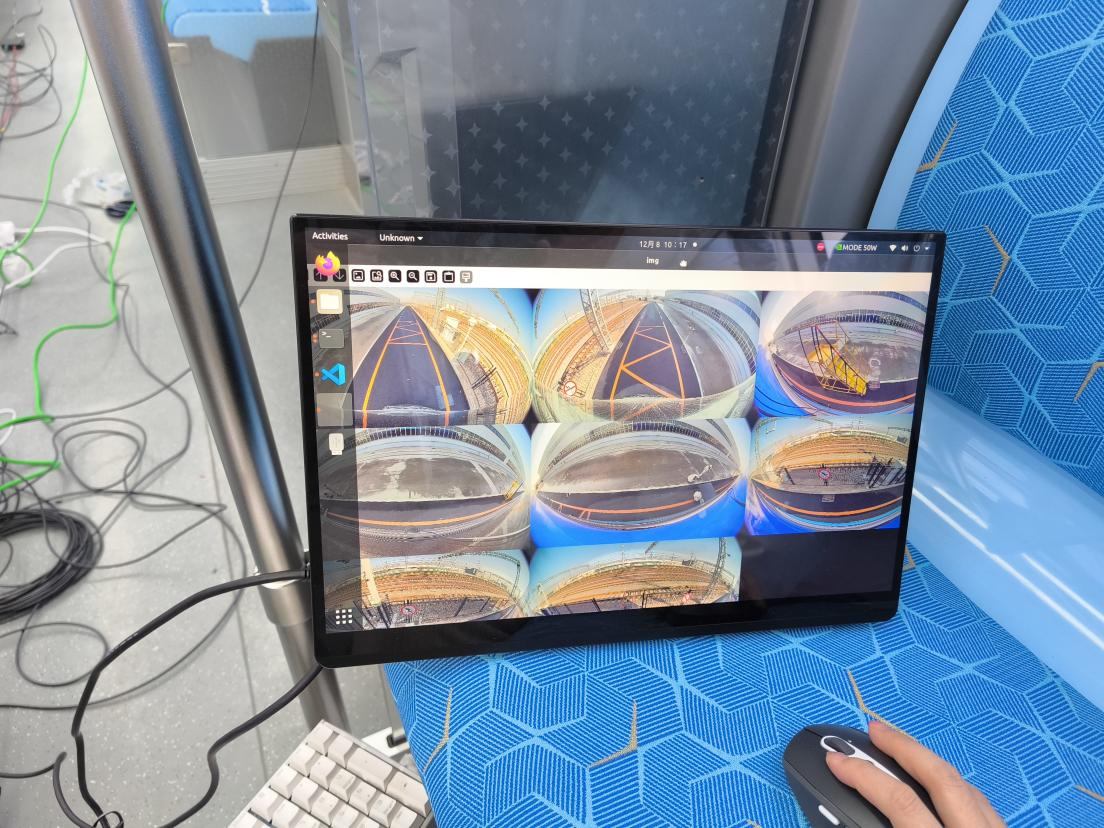 Activities
Unknown
12月 8 10 : 17
MODE 50W
img